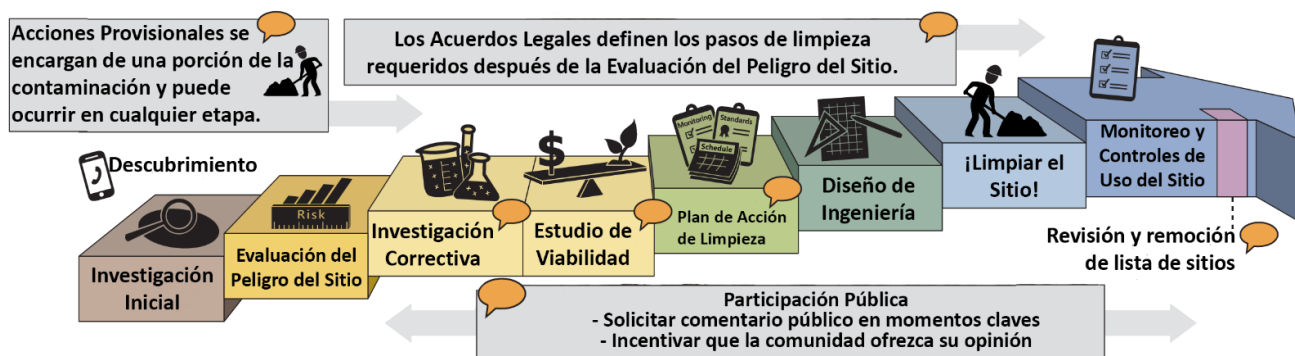 Acciones Provisionales se
encargan de una porción de la
contaminación y puede
ocurrir en cualquier etapa.
Los Acuerdos Legales definen los pasos de limpieza
requeridos después de la Evaluación del Peligro del Sitio.
Descubrimiento
Investigación
Inicial
Risk
Evaluación del
Peligro del Sitio
Investigación
Correctiva
$
Estudio de
Viabilidad
Monitoring
Standards
Schedule
Plan de Acción
de Limpieza
Diseño de
Ingeniería
¡Limpiar el
Sitio!
Monitoreo y
Controles de
Uso del Sitio
Revisión y remoción
de lista de sitios
Participación Pública
- Solicitar comentario público en momentos claves
- Incentivar que la comunidad ofrezca su opinión